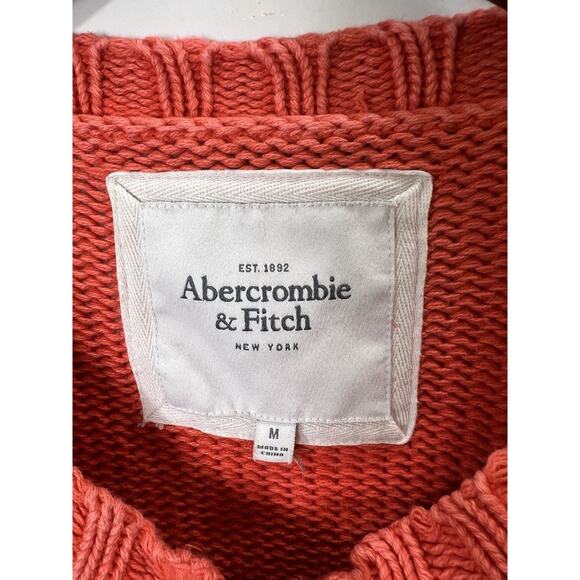 EST. 1892
Abercrombie
& Fitch
NEW YORK
M
MADE IN
CHINA